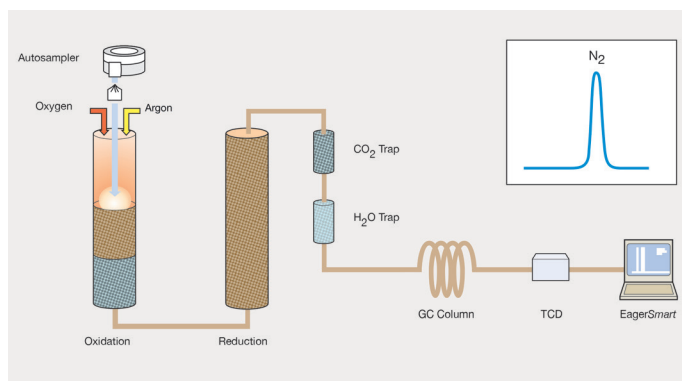 Autosampler
Oxygen
Argon
N2
CO2 Trap
H2O Trap
GC Column
TCD
EagerSmart
Oxidation
Reduction